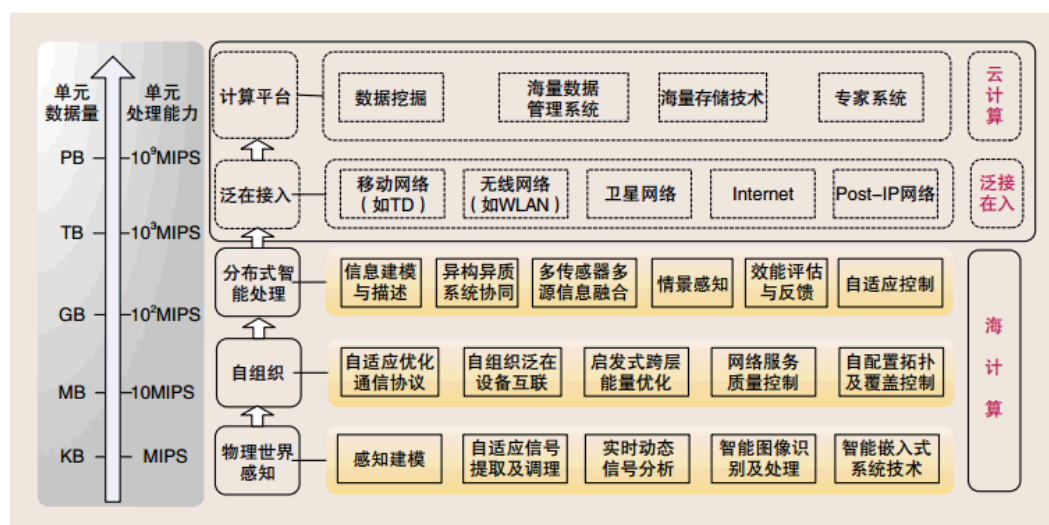 单元
数据量
单元
处理能力
PB
10⁹MIPS
TB
10³MIPS
GB
10²MIPS
MB
10MIPS
KB
MIPS
计算平台
数据挖掘
海量数据
管理系统
海量存储技术
专家系统
云
计
算
泛在接入
移动网络
（如TD）
无线网络
（如WLAN）
卫星网络
Internet
Post-IP网络
泛接
在入
分布式智
能处理
信息建模
与描述
异构异质
系统协同
多传感器多
源信息融合
情景感知
效能评估
与反馈
自适应控制
自组织
自适应优化
通信协议
自组织泛在
设备互联
启发式跨层
能量优化
网络服务
质量控制
自配置拓扑
及覆盖控制
物理世界
感知
感知建模
自适应信号
提取及调理
实时动态
信号分析
智能图像识
别及处理
智能嵌入式
系统技术
海
计
算